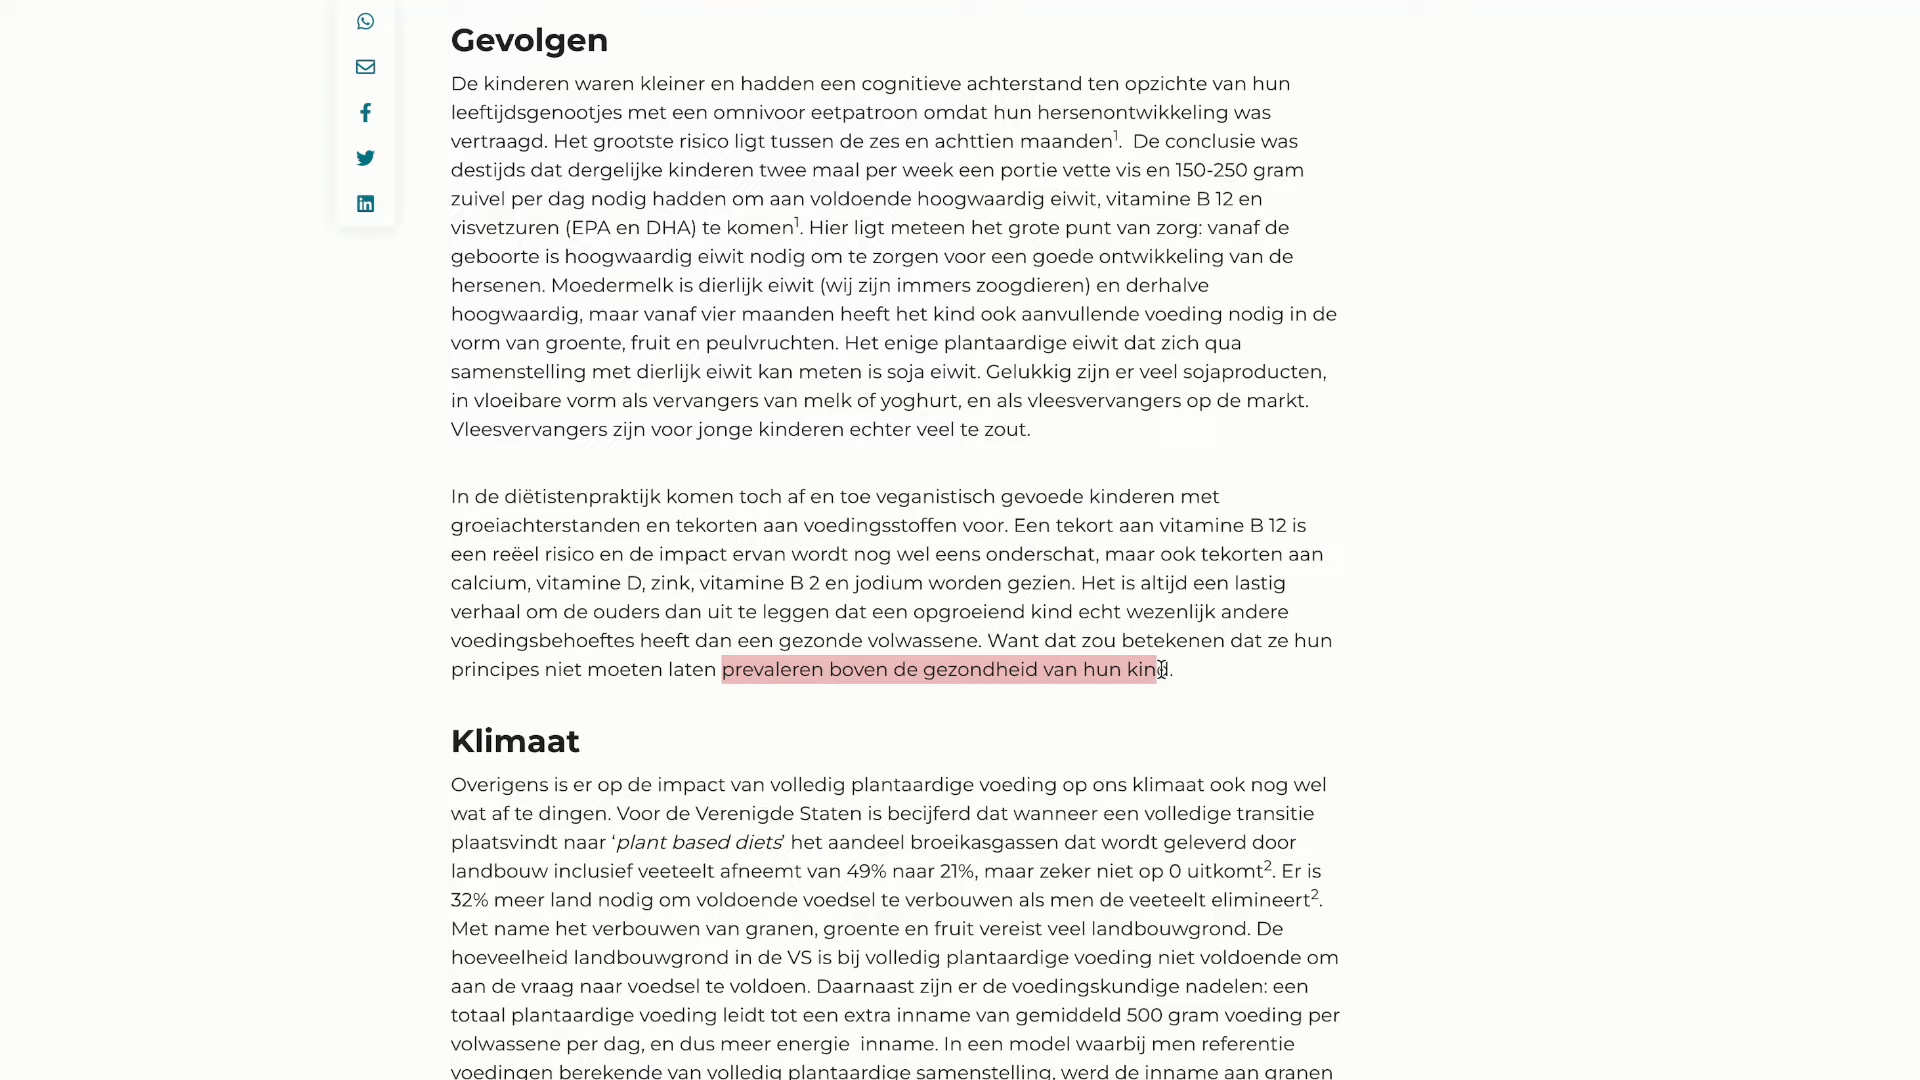 Gevolgen
De kinderen waren kleiner en hadden een cognitieve achterstand ten opzichte van hun
leeftijdsgenootjes met een omnivoor eetpatroon omdat hun hersenontwikkeling was
vertraagd. Het grootste risico ligt tussen de zes en achttien maanden¹. De conclusie was
destijds dat dergelijke kinderen twee maal per week een portie vette vis en 150-250 gram
zuivel per dag nodig hadden om aan voldoende hoogwaardig eiwit, vitamine B 12 en
visvetzuren (EPA en DHA) te komen¹. Hier ligt meteen het grote punt van zorg: vanaf de
geboorte is hoogwaardig eiwit nodig om te zorgen voor een goede ontwikkeling van de
hersenen. Moedermelk is dierlijk eiwit (wij zijn immers zoogdieren) en derhalve
hoogwaardig, maar vanaf vier maanden heeft het kind ook aanvullende voeding nodig in de
vorm van groente, fruit en peulvruchten. Het enige plantaardige eiwit dat zich qua
samenstelling met dierlijk eiwit kan meten is soja eiwit. Gelukkig zijn er veel sojaproducten,
in vloeibare vorm als vervangers van melk of yoghurt, en als vleesvervangers op de markt.
Vleesvervangers zijn voor jonge kinderen echter veel te zout.
In de diëtistenpraktijk komen toch af en toe veganistisch gevoede kinderen met
groeiachterstanden en tekorten aan voedingsstoffen voor. Een tekort aan vitamine B 12 is
een reëel risico en de impact ervan wordt nog wel eens onderschat, maar ook tekorten aan
calcium, vitamine D, zink, vitamine B 2 en jodium worden gezien. Het is altijd een lastig
verhaal om de ouders dan uit te leggen dat een opgroeiend kind echt wezenlijk andere
voedingsbehoeftes heeft dan een gezonde volwassene. Want dat zou betekenen dat ze hun
principes niet moeten laten prevaleren boven de gezondheid van hun kind.
Klimaat
Overigens is er op de impact van volledig plantaardige voeding op ons klimaat ook nog wel
wat af te dingen. Voor de Verenigde Staten is becijferd dat wanneer een volledige transitie
plaatsvindt naar ‘plant based diets’ het aandeel broeikasgassen dat wordt geleverd door
landbouw inclusief veeteelt afneemt van 49% naar 21%, maar zeker niet op 0 uitkomt². Er is
32% meer land nodig om voldoende voedsel te verbouwen als men de veeteelt elimineert².
Met name het verbouwen van granen, groente en fruit vereist veel landbouwgrond. De
hoeveelheid landbouwgrond in de VS is bij volledig plantaardige voeding niet voldoende om
aan de vraag naar voedsel te voldoen. Daarnaast zijn er de voedingskundige nadelen: een
totaal plantaardige voeding leidt tot een extra inname van gemiddeld 500 gram voeding per
volwassene per dag, en dus meer energie inname. In een model waarbij men referentie
voedingen berekende van volledig plantaardige samenstelling, werd de inname aan granen